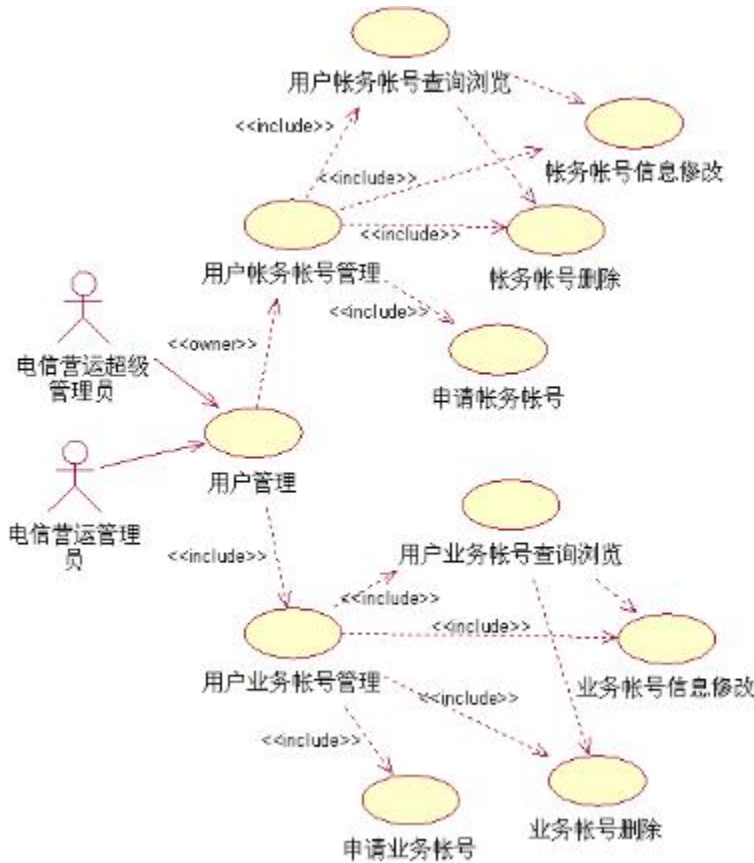 用户帐务帐号查询浏览
<<include>>
<<include>>
帐务帐号信息修改
<<include>>
用户帐务帐号管理
帐务帐号删除
<<include>>
<<owner>>
电信营运超级
管理员
申请帐务帐号
用户管理
电信营运管理
员
用户业务帐号查询浏览
<<include>>
<<include>>
<<include>>
用户业务帐号管理
业务帐号信息修改
<<include>>
<<include>>
业务帐号删除
申请业务帐号